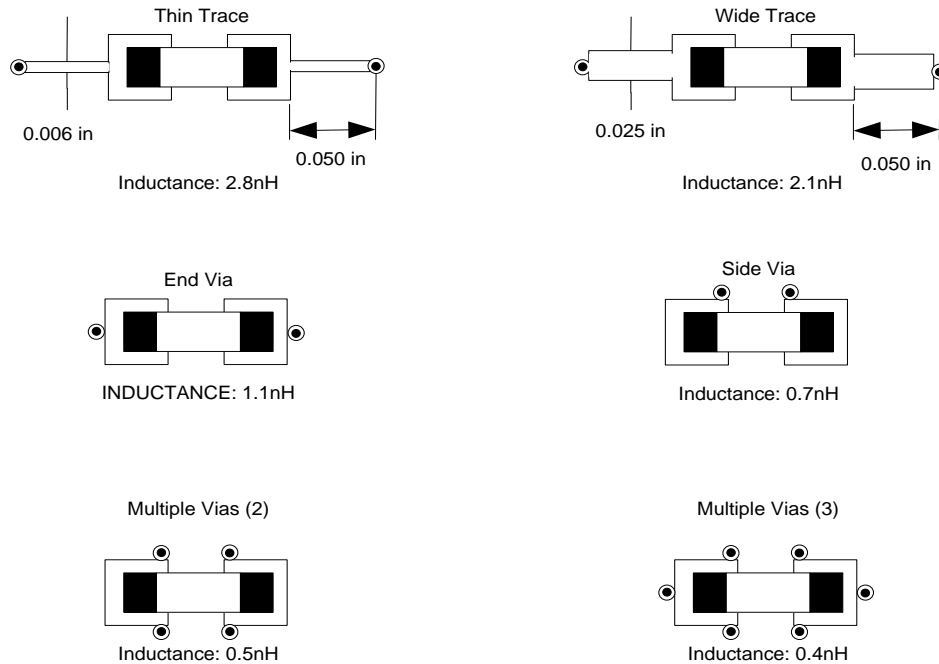 Thin Trace
Wide Trace
0.006 in
0.050 in
0.025 in
0.050 in
Inductance: 2.8nH
Inductance: 2.1nH
End Via
Side Via
INDUCTANCE: 1.1nH
Inductance: 0.7nH
Multiple Vias (2)
Multiple Vias (3)
Inductance: 0.5nH
Inductance: 0.4nH